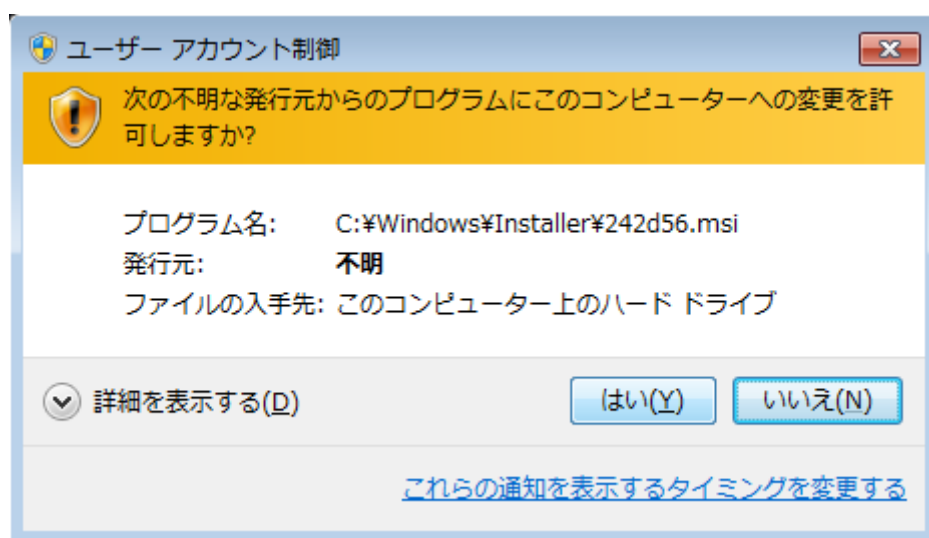 ユーザー アカウント制御
次の不明な発行元からのプログラムにこのコンピューターへの変更を許
可しますか?
プログラム名: C:¥Windows¥Installer¥242d56.msi
発行元: 不明
ファイルの入手先: このコンピューター上のハード ドライブ
詳細を表示する(D) はい(Y) いいえ(N)
これらの通知を表示するタイミングを変更する